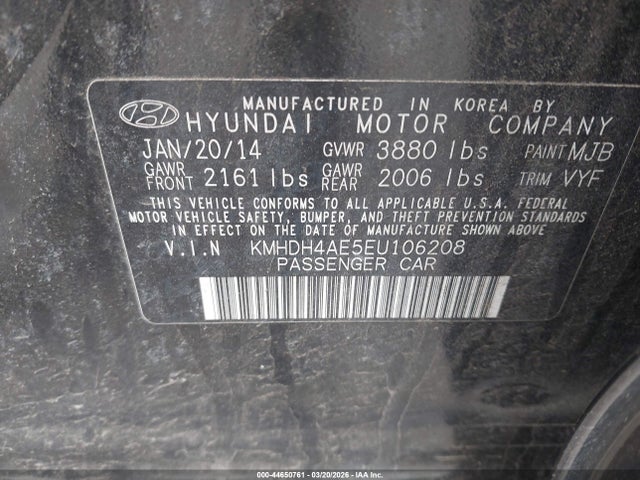 MANUFACTURED IN KOREA BY
HYUNDAI MOTOR COMPANY
JAN/20/14 GVWR 3880 lbs PAINT MJB
GAWR FRONT 2161 lbs GAWR REAR 2006 lbs TRIM VYF
THIS VEHICLE CONFORMS TO ALL APPLICABLE U.S.A. FEDERAL
MOTOR VEHICLE SAFETY, BUMPER, AND THEFT PREVENTION STANDARDS
IN EFFECT ON THE DATE OF MANUFACTURE SHOWN ABOVE
V.I.N KMHDH4AE5EU106208
PASSENGER CAR
000-44650761 - 03/20/2026 - IAA Inc.